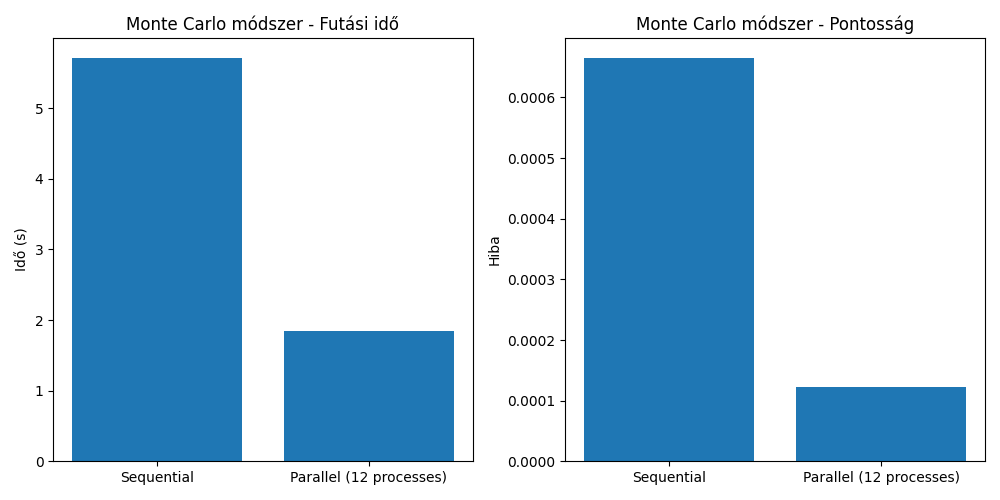 Monte Carlo módszer - Futási idő
Idő (s)
5
4
3
2
1
0
Sequential
Parallel (12 processes)
Monte Carlo módszer - Pontosság
Hiba
0.0006
0.0005
0.0004
0.0003
0.0002
0.0001
0.0000
Sequential
Parallel (12 processes)